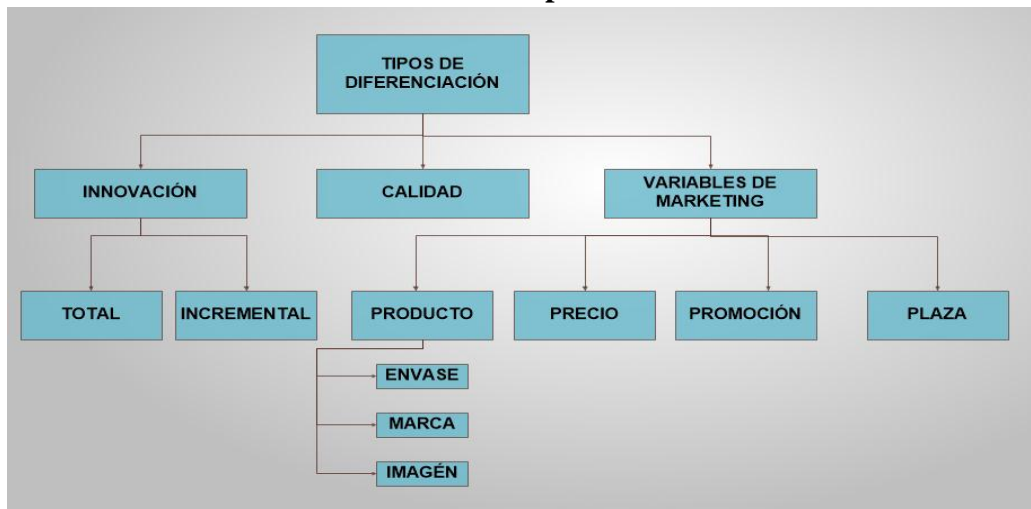 TIPOS DE
DIFERENCIACIÓN
INNOVACIÓN
CALIDAD
VARIABLES DE
MARKETING
TOTAL
INCREMENTAL
PRODUCTO
PRECIO
PROMOCIÓN
PLAZA
ENVASE
MARCA
IMAGÉN